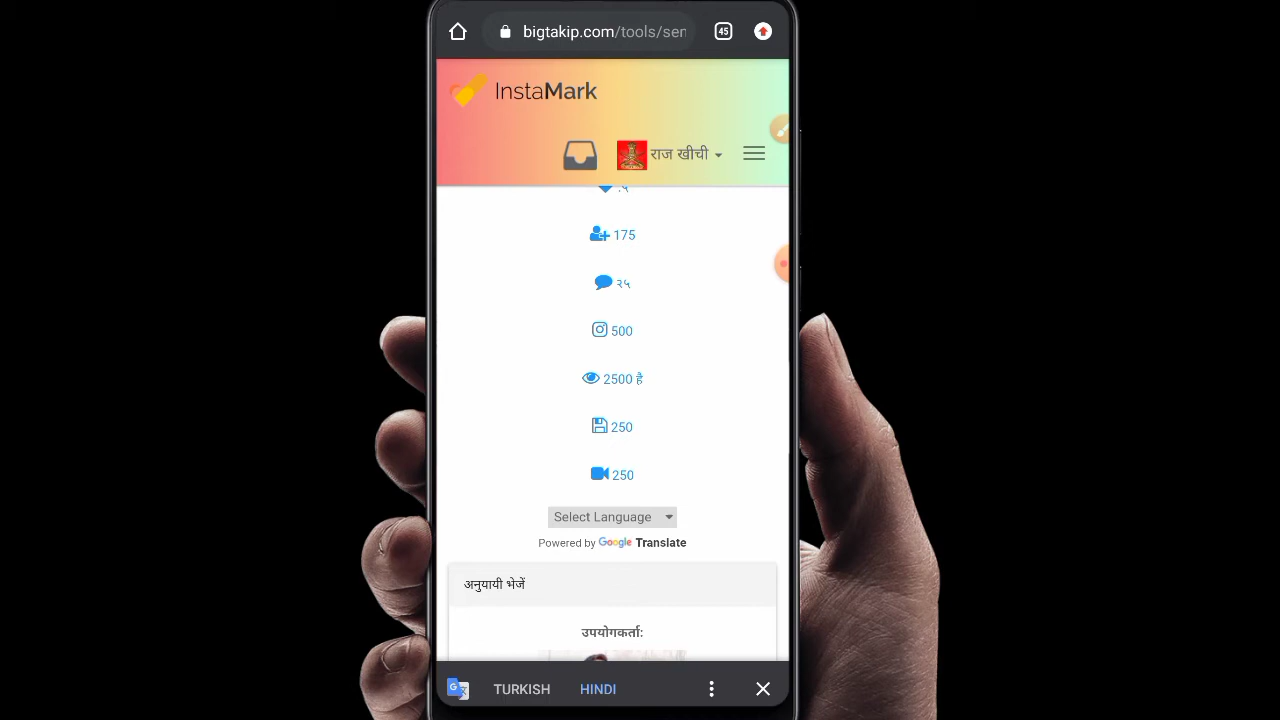 bigtakip.com/tools/sen
45
InstaMark
राज खीची
175
२५
500
2500 है
250
250
Select Language
Powered by Google Translate
अनुयायी भेजें
उपयोगकर्ता:
TURKISH HINDI